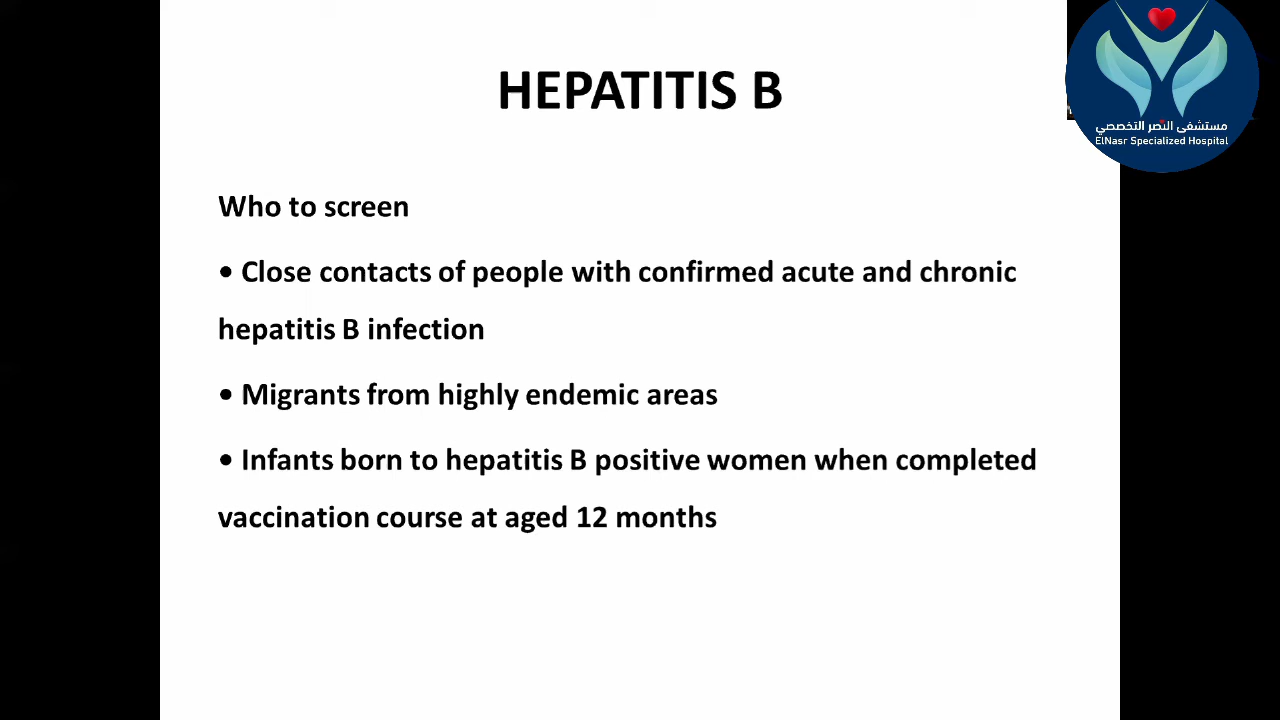 HEPATITIS B
مستشفى النصر التخصصي
ElNasr Specialized Hospital
Who to screen
• Close contacts of people with confirmed acute and chronic
hepatitis B infection
• Migrants from highly endemic areas
• Infants born to hepatitis B positive women when completed
vaccination course at aged 12 months